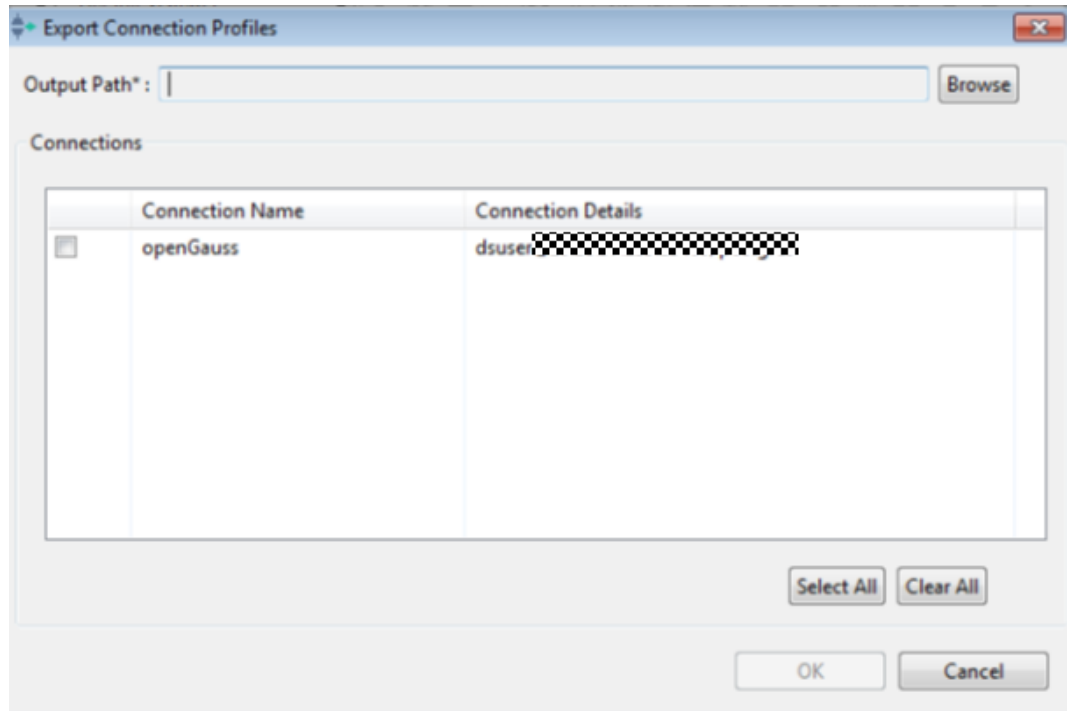 Export Connection Profiles
Output Path* : Browse
Connections
Connection Name Connection Details
openGauss dsuser
Select All Clear All
OK Cancel